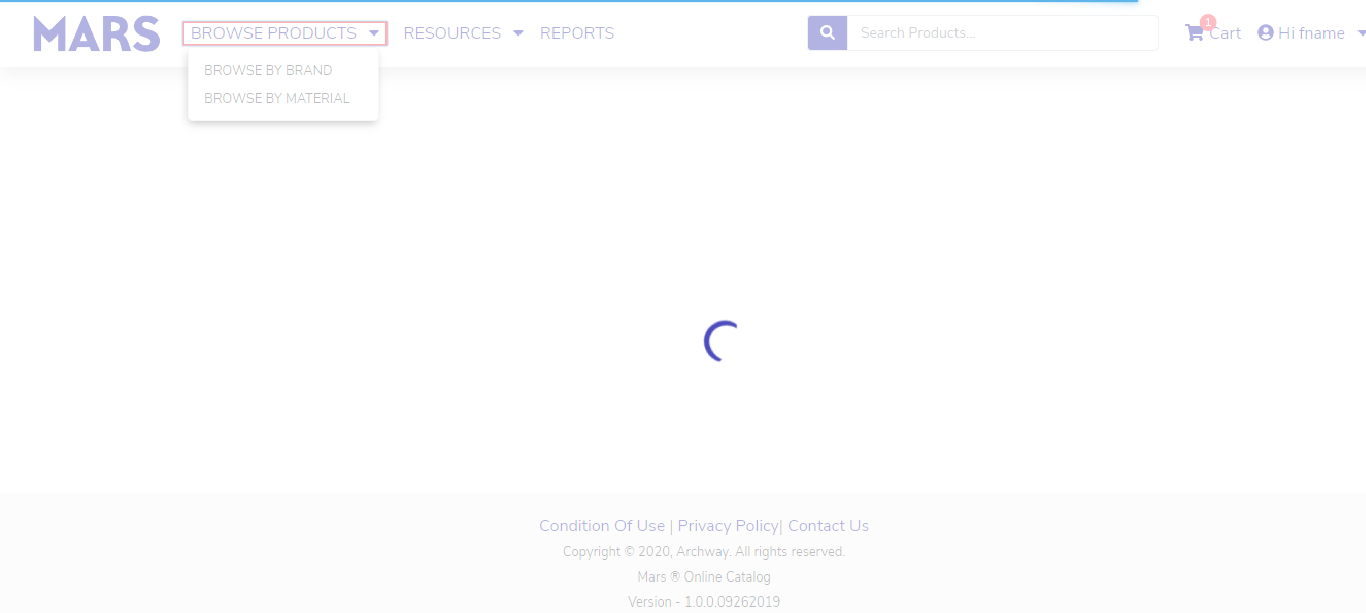 MARS BROWSE PRODUCTS RESOURCES REPORTS Search Products... 1 Cart Hi fname
BROWSE BY BRAND
BROWSE BY MATERIAL
Condition Of Use | Privacy Policy| Contact Us
Copyright © 2020, Archway. All rights reserved.
Mars ® Online Catalog
Version - 1.0.0.09262019